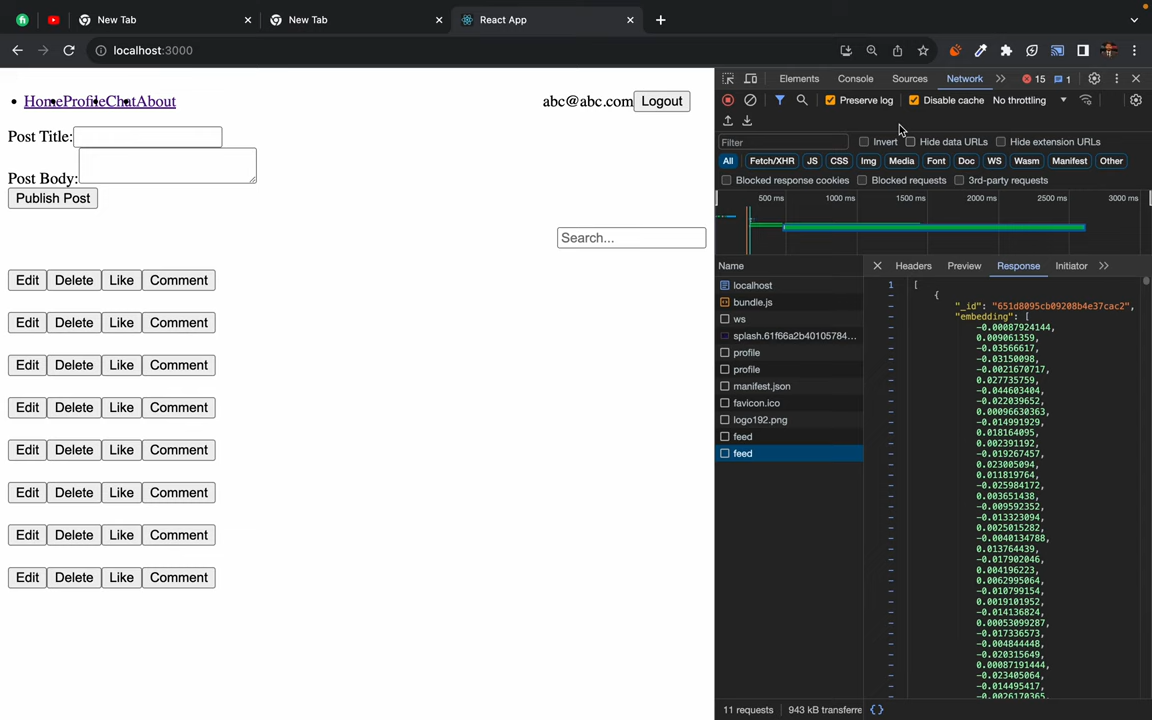 New Tab
New Tab
React App
localhost:3000
HomeProfileChatAbout
abc@abc.com Logout
Post Title:
Post Body:
Publish Post
Search...
Edit Delete Like Comment
Edit Delete Like Comment
Edit Delete Like Comment
Edit Delete Like Comment
Edit Delete Like Comment
Edit Delete Like Comment
Edit Delete Like Comment
Edit Delete Like Comment
Elements Console Sources Network 15 1
Preserve log Disable cache No throttling
Filter Invert Hide data URLs Hide extension URLs
All Fetch/XHR JS CSS Img Media Font Doc WS Wasm Manifest Other
Blocked response cookies Blocked requests 3rd-party requests
500 ms 1000 ms 1500 ms 2000 ms 2500 ms 3000 ms
Name
localhost
bundle.js
ws
splash.61f66a2b40105784...
profile
profile
manifest.json
favicon.ico
logo192.png
feed
feed
Headers Preview Response Initiator
1 [
- {
- "_id": "651d8095cb09208b4e37cac2",
- "embedding": [
- -0.00087924144,
- 0.009061359,
- -0.03566617,
- -0.03150098,
- -0.0021670717,
- 0.027735759,
- -0.044603404,
- -0.022039652,
- 0.00096630363,
- -0.014991929,
- 0.018164095,
- 0.002391192,
- -0.019267457,
- 0.023005094,
- 0.011819764,
- -0.025984172,
- 0.003651438,
- -0.009592352,
- -0.013323094,
- 0.0025015282,
- -0.0040134788,
- 0.013764439,
- -0.017902046,
- 0.004196223,
- 0.0062995064,
- -0.010799154,
- 0.0019101952,
- -0.014136824,
- 0.00053099287,
- -0.017336573,
- -0.004844448,
- -0.020315649,
- 0.00087191444,
- -0.023405064,
- -0.014495417,
- -0.0026170365,
11 requests 943 kB transferre {}